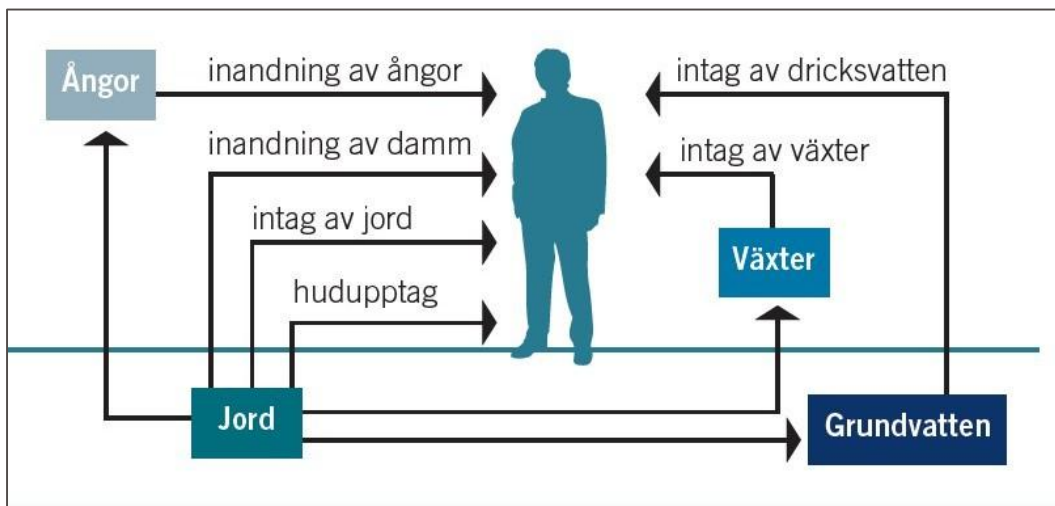 Ångor
inandning av ångor
intag av dricksvatten
inandning av damm
intag av växter
intag av jord
Växter
hudupptag
Jord
Grundvatten